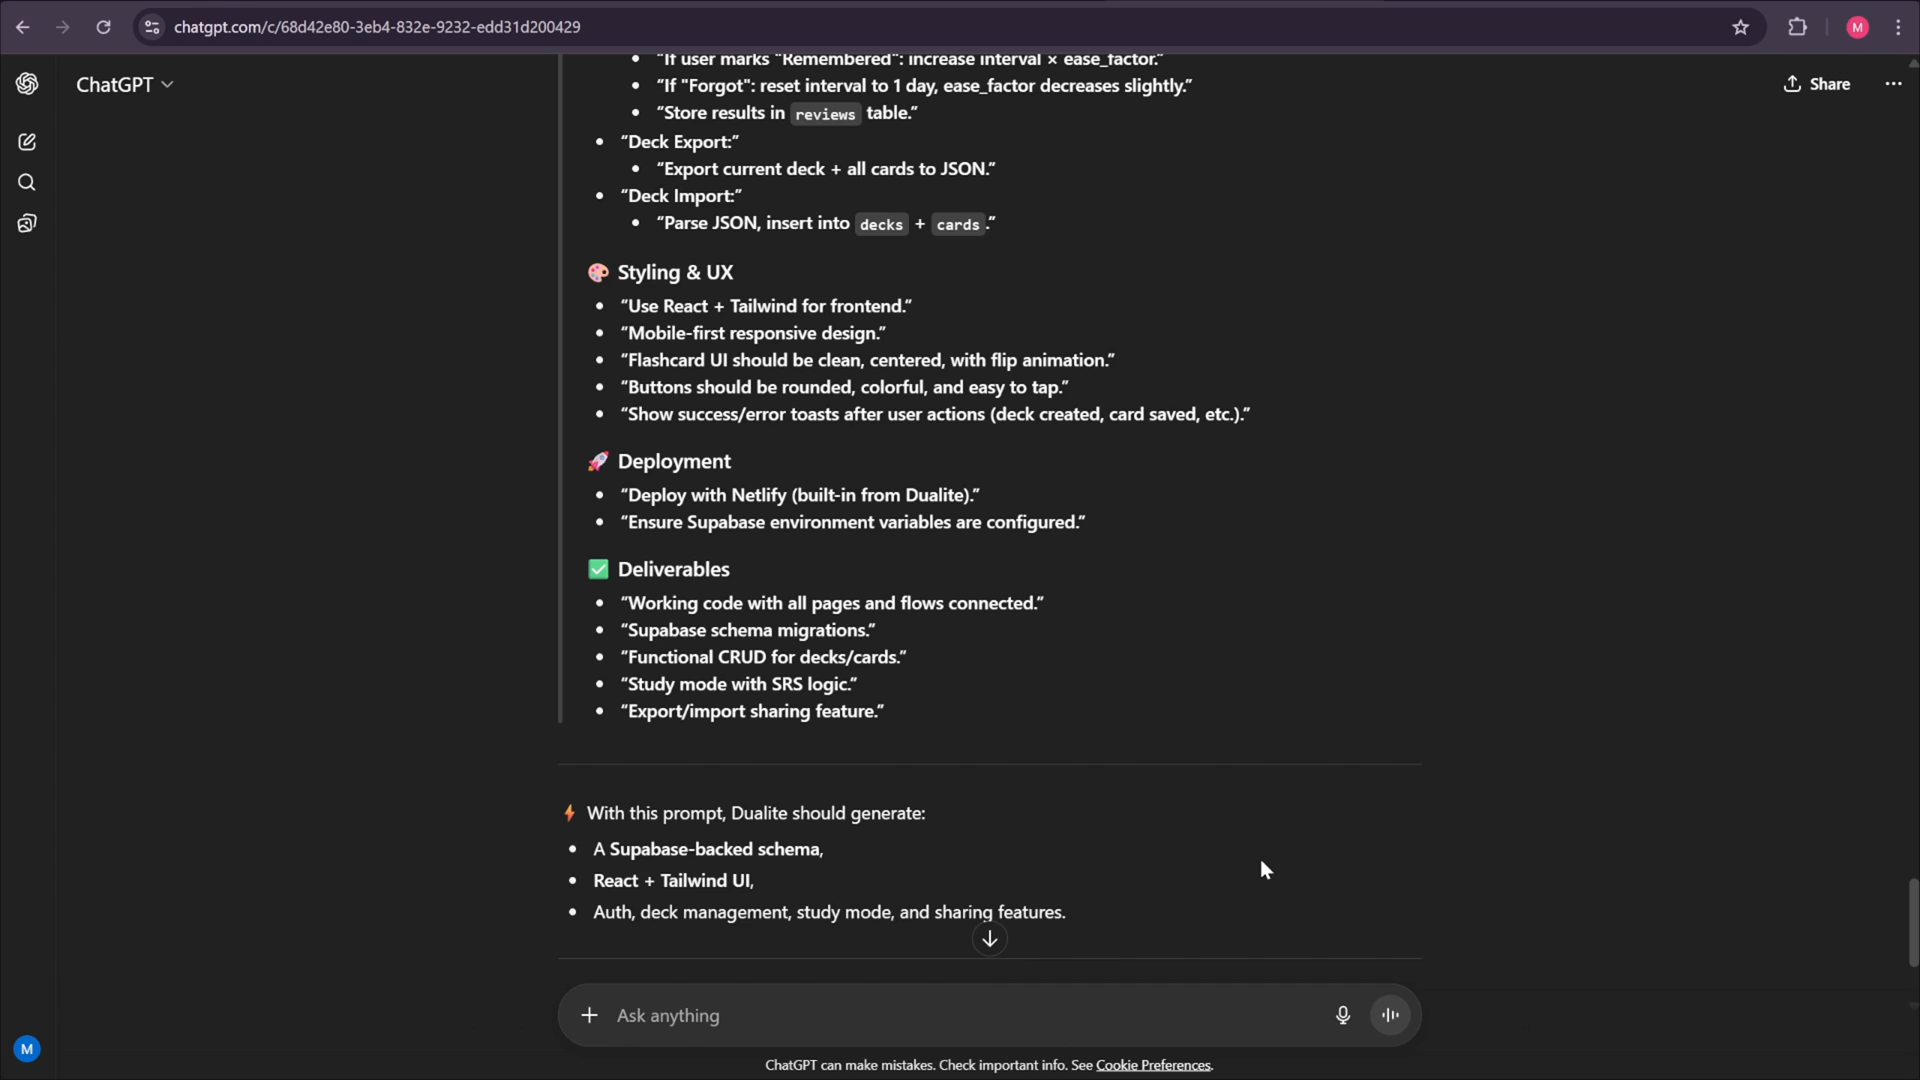 chatgpt.com/c/68d42e80-3eb4-832e-9232-edd31d200429
M
ChatGPT
Share
"If user marks "Remembered": increase interval × ease_factor."
"If "Forgot": reset interval to 1 day, ease_factor decreases slightly."
"Store results in reviews table."
"Deck Export:"
"Export current deck + all cards to JSON."
"Deck Import:"
"Parse JSON, insert into decks + cards."
Styling & UX
"Use React + Tailwind for frontend."
"Mobile-first responsive design."
"Flashcard UI should be clean, centered, with flip animation."
"Buttons should be rounded, colorful, and easy to tap."
"Show success/error toasts after user actions (deck created, card saved, etc.)."
Deployment
"Deploy with Netlify (built-in from Dualite)."
"Ensure Supabase environment variables are configured."
Deliverables
"Working code with all pages and flows connected."
"Supabase schema migrations."
"Functional CRUD for decks/cards."
"Study mode with SRS logic."
"Export/import sharing feature."
With this prompt, Dualite should generate:
A Supabase-backed schema,
React + Tailwind UI,
Auth, deck management, study mode, and sharing features.
Ask anything
M
ChatGPT can make mistakes. Check important info. See Cookie Preferences.